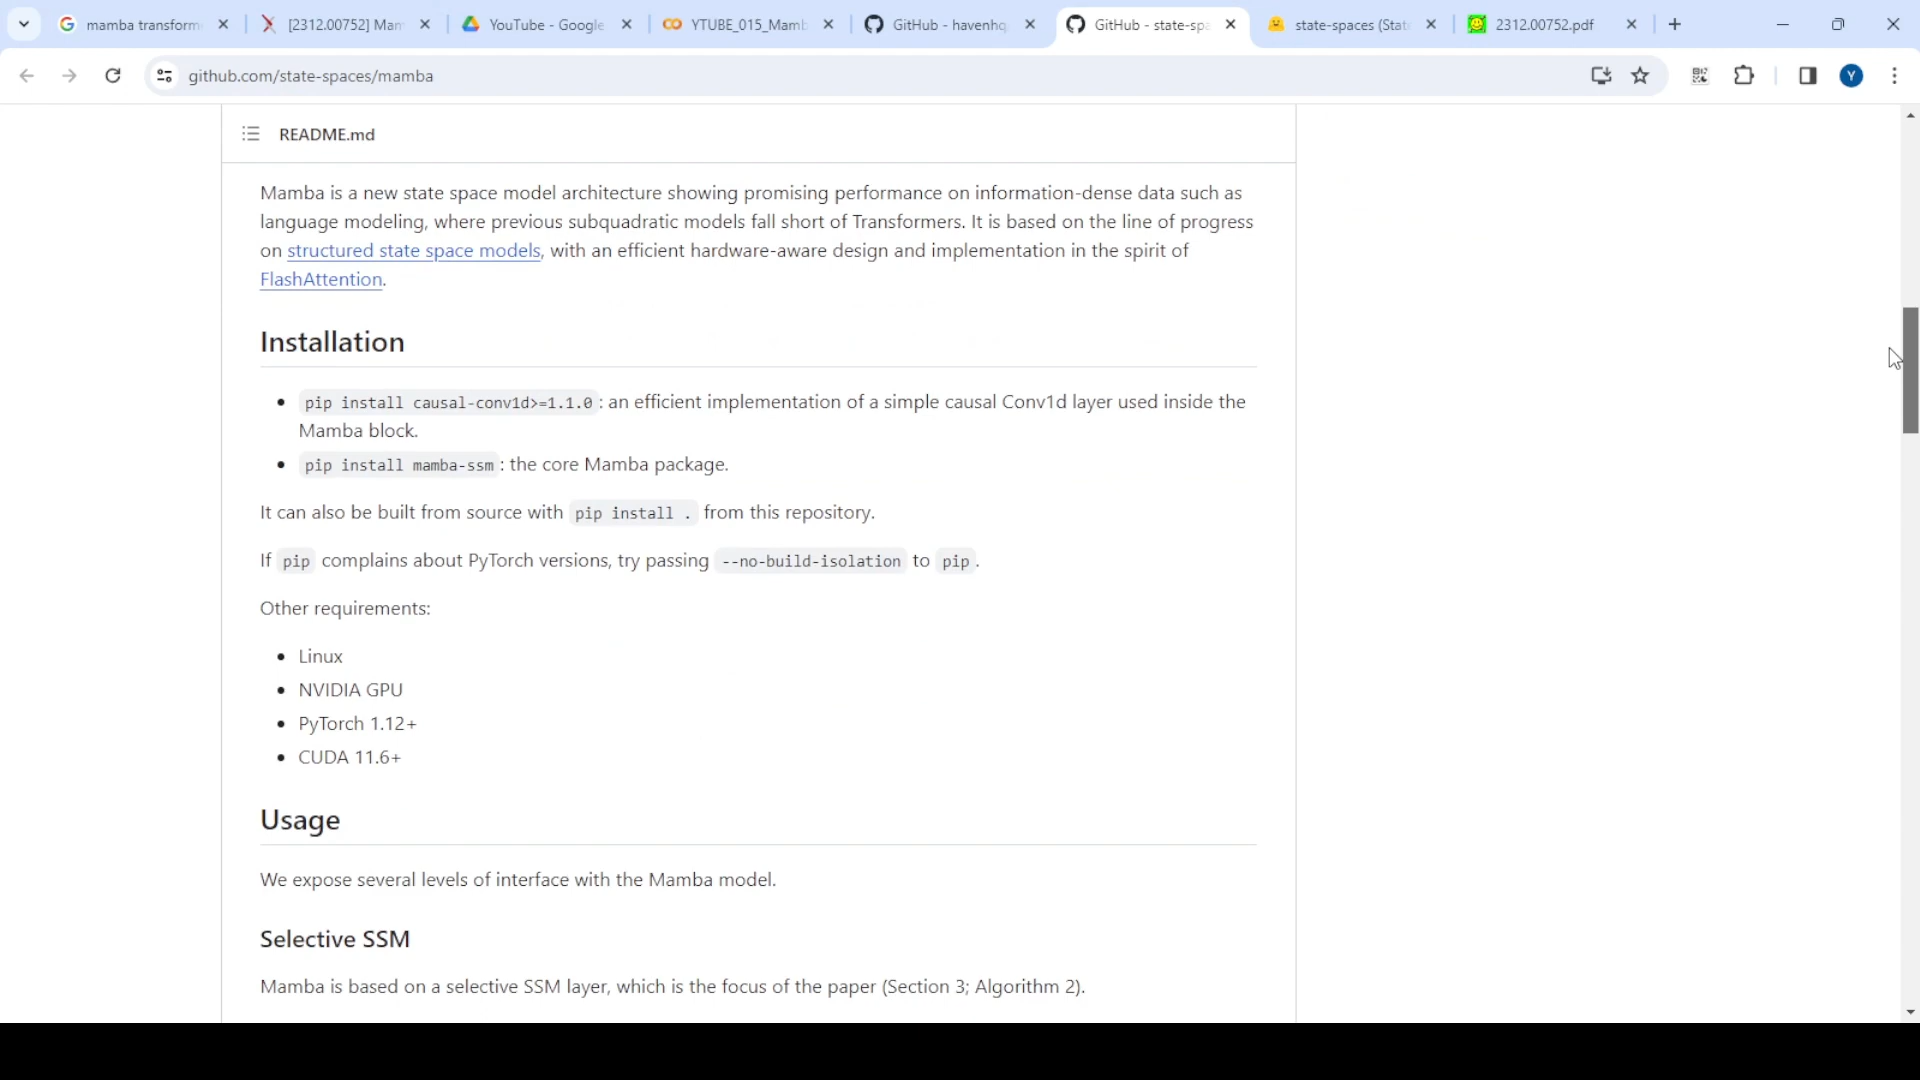 mamba transform
[2312.00752] Mam
YouTube - Google
YTUBE_015_Mamb
GitHub - havenhq
GitHub - state-spa
state-spaces (Stat
2312.00752.pdf
github.com/state-spaces/mamba
Y
README.md
Mamba is a new state space model architecture showing promising performance on information-dense data such as
language modeling, where previous subquadratic models fall short of Transformers. It is based on the line of progress
on structured state space models, with an efficient hardware-aware design and implementation in the spirit of
FlashAttention.
Installation
pip install causal-conv1d>=1.1.0: an efficient implementation of a simple causal Conv1d layer used inside the
Mamba block.
pip install mamba-ssm: the core Mamba package.
It can also be built from source with pip install . from this repository.
If pip complains about PyTorch versions, try passing --no-build-isolation to pip.
Other requirements:
Linux
NVIDIA GPU
PyTorch 1.12+
CUDA 11.6+
Usage
We expose several levels of interface with the Mamba model.
Selective SSM
Mamba is based on a selective SSM layer, which is the focus of the paper (Section 3; Algorithm 2).